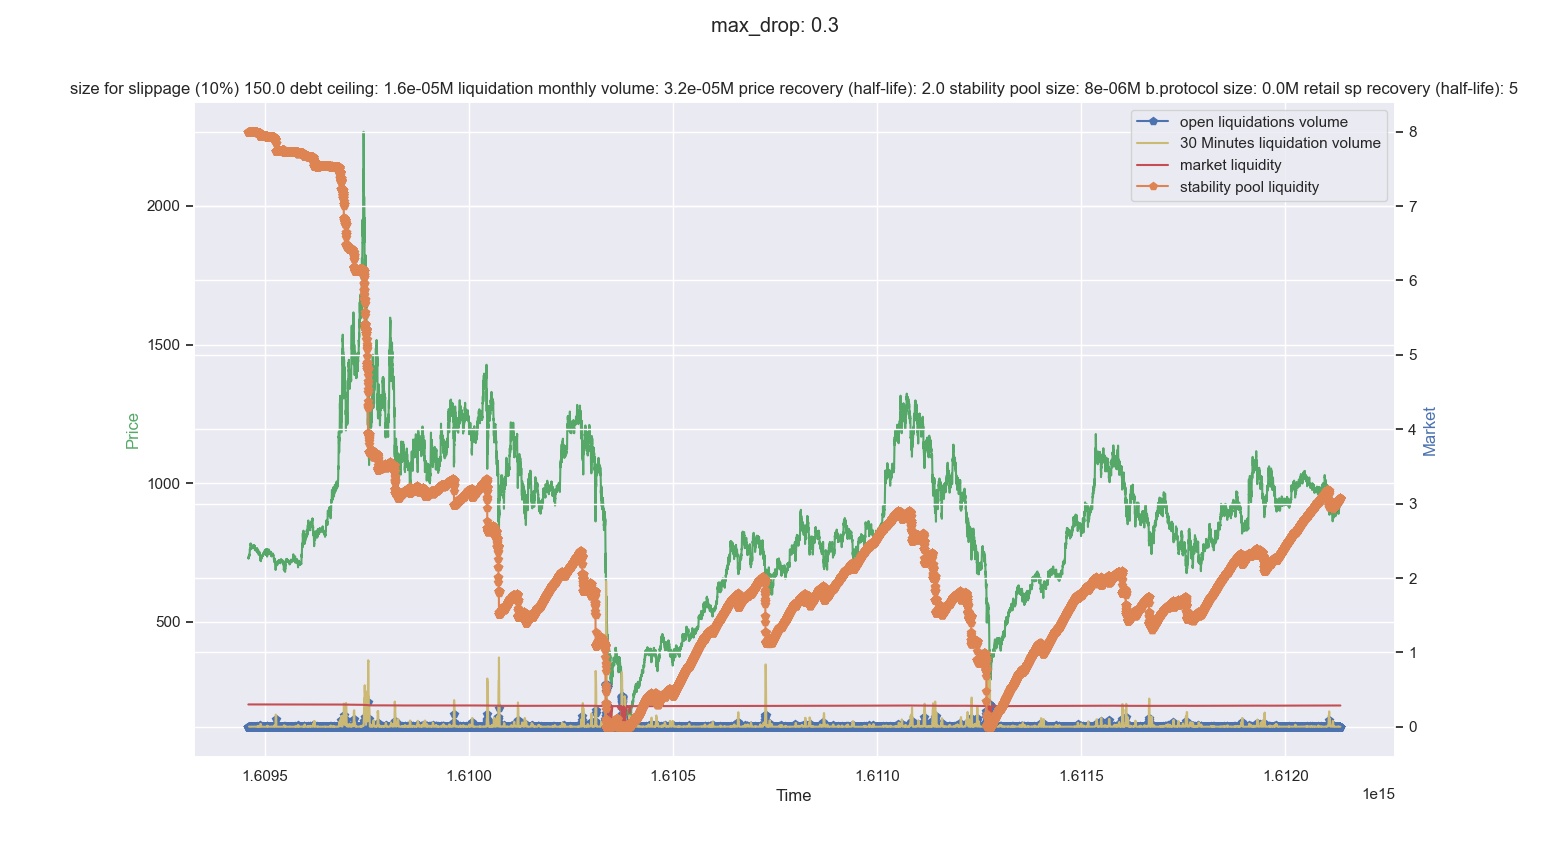 max_drop: 0.3
size for slippage (10%) 150.0 debt ceiling: 1.6e-05M liquidation monthly volume: 3.2e-05M price recovery (half-life): 2.0 stability pool size: 8e-06M b.protocol size: 0.0M retail sp recovery (half-life): 5
open liquidations volume
30 Minutes liquidation volume
market liquidity
stability pool liquidity
2000
1500
1000
500
Price
8
7
6
5
4
3
2
1
0
Market
1.6095
1.6100
1.6105
1.6110
1.6115
1.6120
1e15
Time